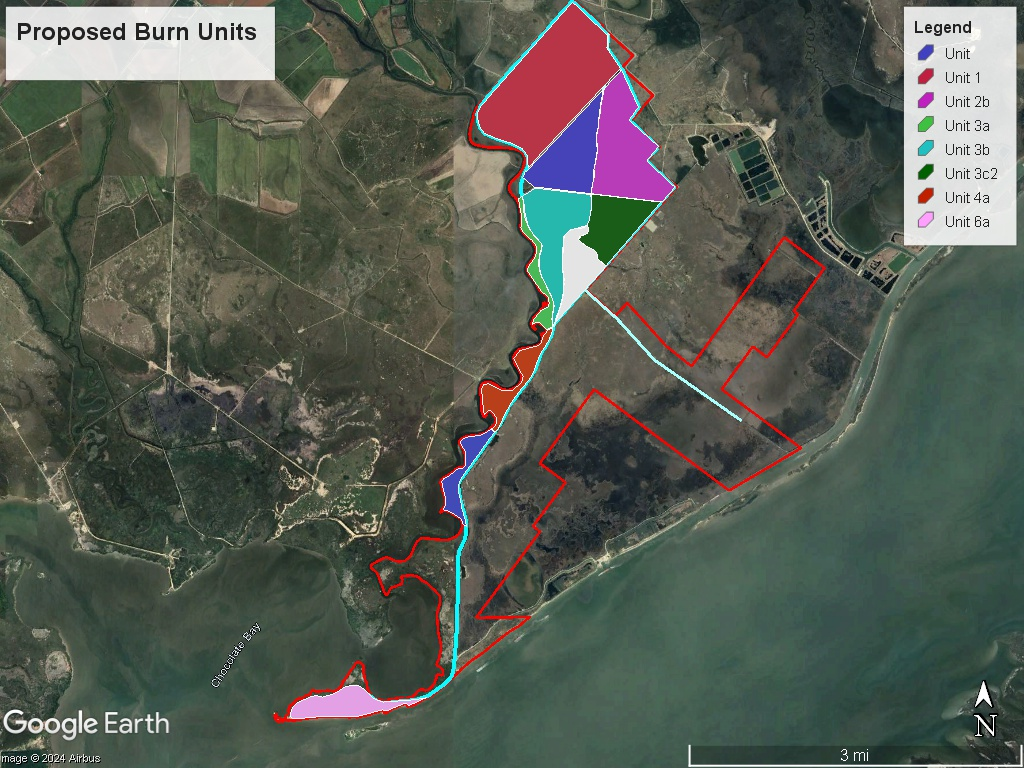 Proposed Burn Units
Legend
Unit
Unit 1
Unit 2b
Unit 3a
Unit 3b
Unit 3c2
Unit 4a
Unit 6a
Chocolate Bay
N
Google Earth
mage © 2024 Airbus
3 mi